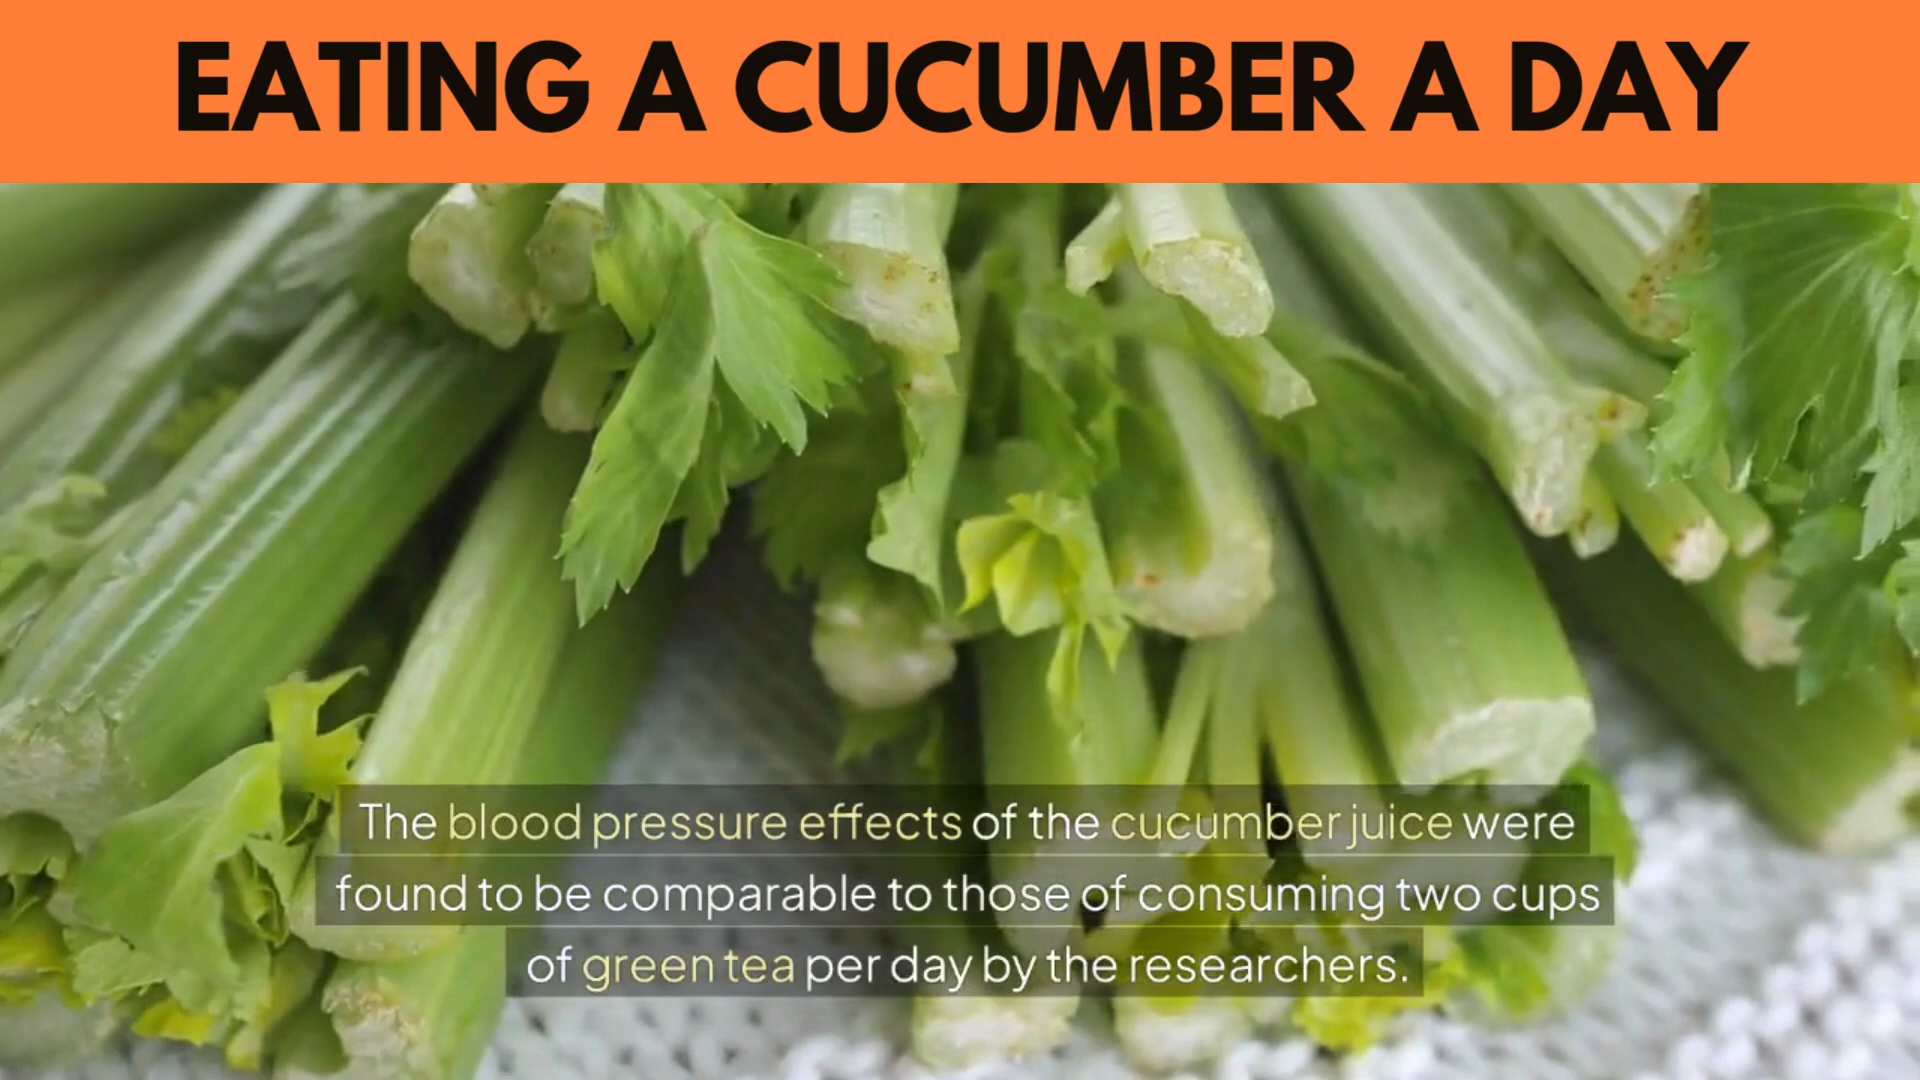 EATING A CUCUMBER A DAY
The blood pressure effects of the cucumber juice were
found to be comparable to those of consuming two cups
of green tea per day by the researchers.